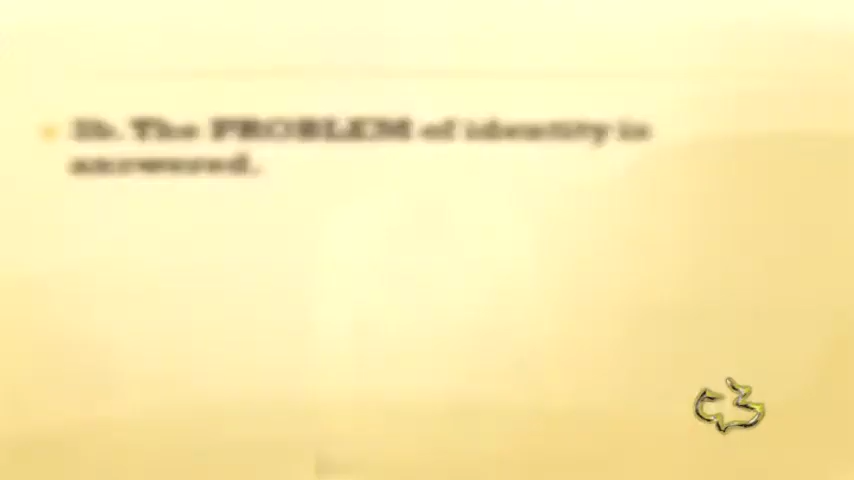 The PROBLEM of identity is
answered.